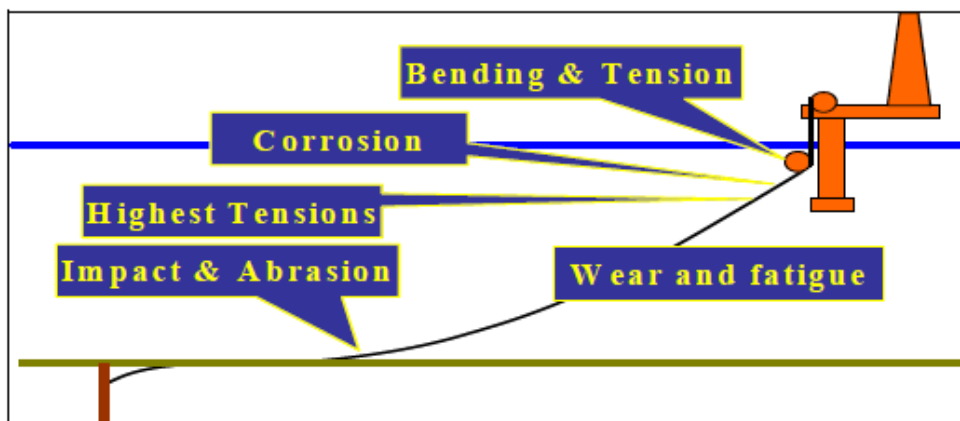 Bending & Tension
Corrosion
Highest Tensions
Impact & Abrasion
Wear and fatigue